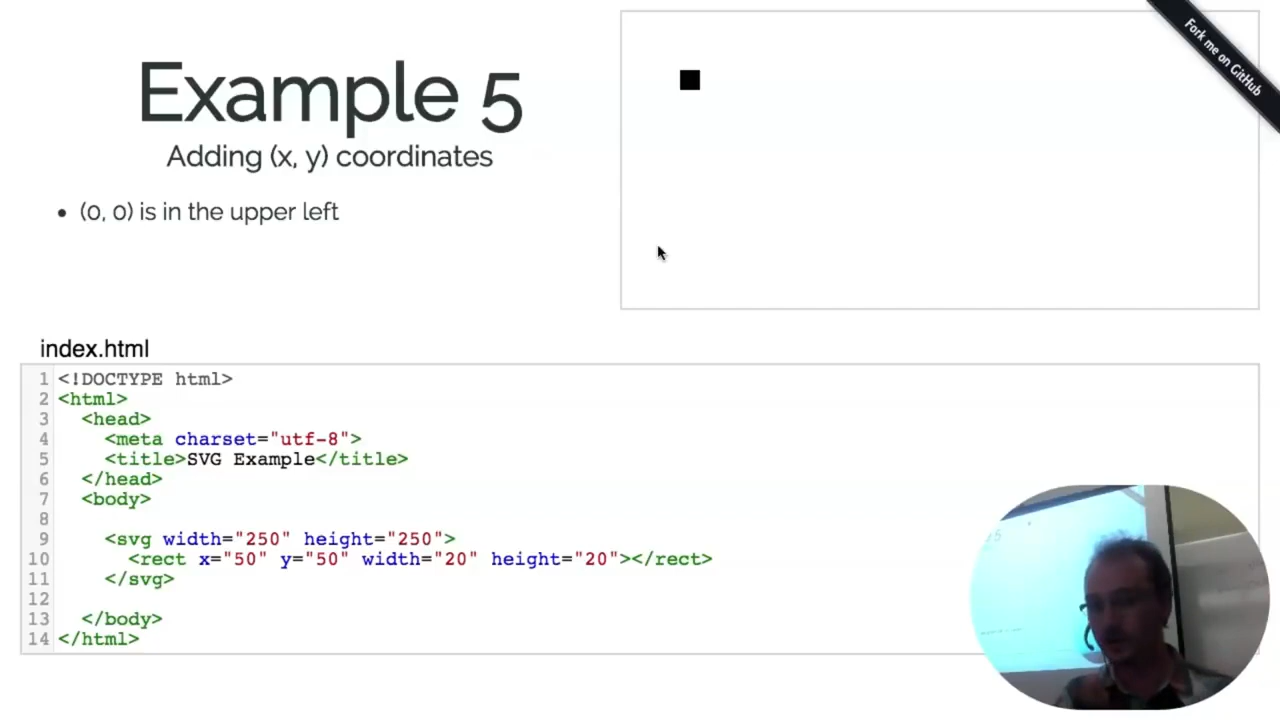 Example 5
Adding (x, y) coordinates
• (0, 0) is in the upper left
Fork me on GitHub
index.html
1 <!DOCTYPE html>
2 <html>
3   <head>
4     <meta charset="utf-8">
5     <title>SVG Example</title>
6   </head>
7   <body>
8
9     <svg width="250" height="250">
10       <rect x="50" y="50" width="20" height="20"></rect>
11     </svg>
12
13   </body>
14 </html>